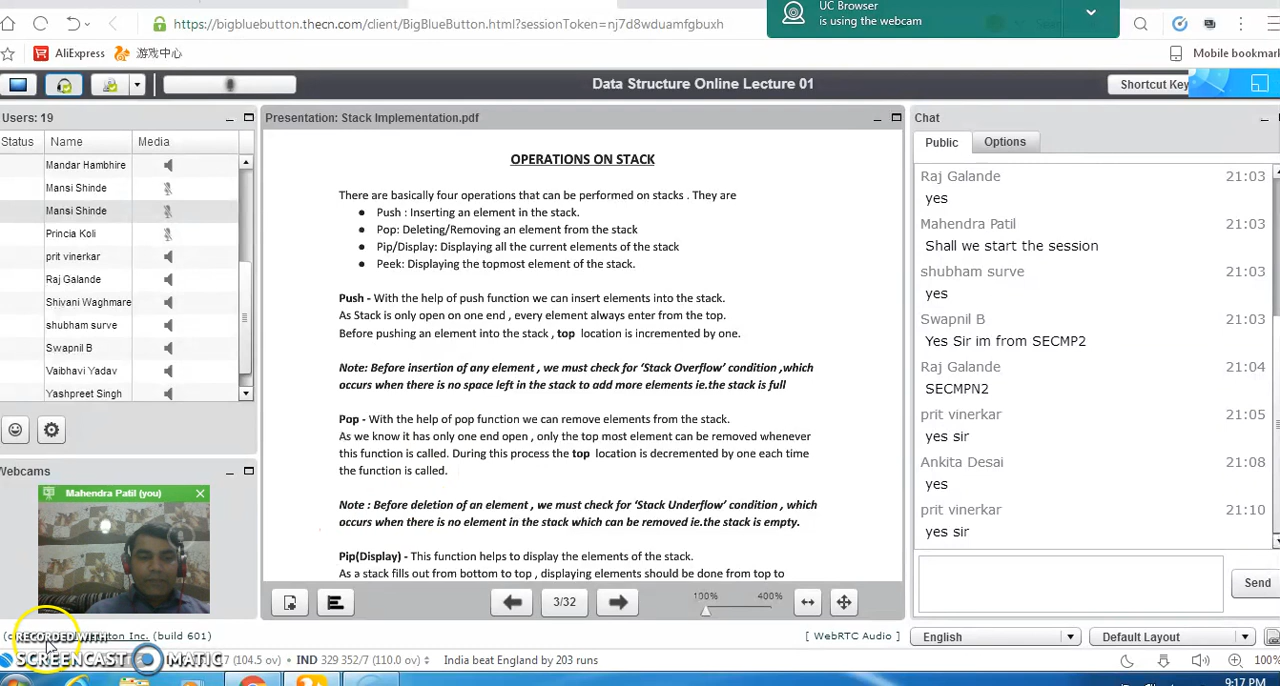 UC Browser
https://bigbluebutton.thecn.com/client/BigBlueButton.html?sessionToken=nj7d8wduamfgbuxh
is using the webcam
AliExpress 游戏中心 Mobile bookmar
Data Structure Online Lecture 01
Shortcut Key
Users: 19
Status Name Media
Mandar Hambhire
Mansi Shinde
Mansi Shinde
Princia Koli
prit vinerkar
Raj Galande
Shivani Waghmare
shubham surve
Swapnil B
Vaibhavi Yadav
Yashpreet Singh
Webcams
Mahendra Patil (you)
Presentation: Stack Implementation.pdf
OPERATIONS ON STACK
There are basically four operations that can be performed on stacks . They are
● Push : Inserting an element in the stack.
● Pop: Deleting/Removing an element from the stack
● Pip/Display: Displaying all the current elements of the stack
● Peek: Displaying the topmost element of the stack.
Push - With the help of push function we can insert elements into the stack.
As Stack is only open on one end , every element always enter from the top.
Before pushing an element into the stack , top location is incremented by one.
Note: Before insertion of any element , we must check for ‘Stack Overflow’ condition ,which
occurs when there is no space left in the stack to add more elements ie.the stack is full
Pop - With the help of pop function we can remove elements from the stack.
As we know it has only one end open , only the top most element can be removed whenever
this function is called. During this process the top location is decremented by one each time
the function is called.
Note : Before deletion of an element , we must check for ‘Stack Underflow’ condition , which
occurs when there is no element in the stack which can be removed ie.the stack is empty.
Pip(Display) - This function helps to display the elements of the stack.
As a stack fills out from bottom to top , displaying elements should be done from top to
3/32
100% 400%
Chat
Public Options
Raj Galande 21:03
yes
Mahendra Patil 21:03
Shall we start the session
shubham surve 21:03
yes
Swapnil B 21:03
Yes Sir im from SECMP2
Raj Galande 21:04
SECMPN2
prit vinerkar 21:05
yes sir
Ankita Desai 21:08
yes
prit vinerkar 21:10
yes sir
Send
Inc. (build 601)
[ WebRTC Audio ]
English
Default Layout
RECORDED WITH
SCREENCAST MATIC
(104.5 ov) • IND 329 352/7 (110.0 ov) India beat England by 203 runs
100%
9:17 PM